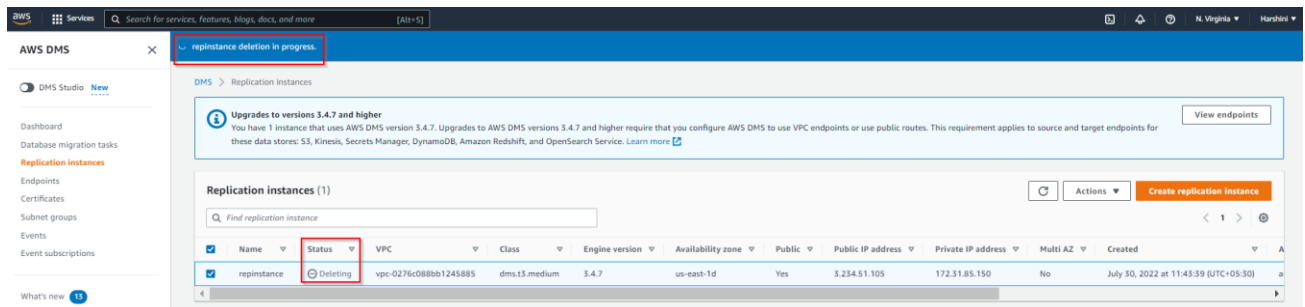 aws Services Search for services, features, blogs, docs, and more [Alt+S] N. Virginia ▼ Harshini ▼
AWS DMS
repinstance deletion in progress.
DMS Studio New
DMS > Replication instances
Upgrades to versions 3.4.7 and higher
You have 1 instance that uses AWS DMS version 3.4.7. Upgrades to AWS DMS versions 3.4.7 and higher require that you configure AWS DMS to use VPC endpoints or use public routes. This requirement applies to source and target endpoints for
these data stores: S3, Kinesis, Secrets Manager, DynamoDB, Amazon Redshift, and OpenSearch Service. Learn more
View endpoints
Dashboard
Database migration tasks
Replication instances
Endpoints
Certificates
Subnet groups
Events
Event subscriptions
What's new 13
Replication instances (1)
Actions ▼ Create replication instance
Find replication instance
< 1 >
Name Status VPC Class Engine version Availability zone Public Public IP address Private IP address Multi AZ Created A
repinstance Deleting vpc-0276c088bb1245885 dms.t3.medium 3.4.7 us-east-1d Yes 3.234.51.105 172.31.85.150 No July 30, 2022 at 11:43:39 (UTC+05:30) a